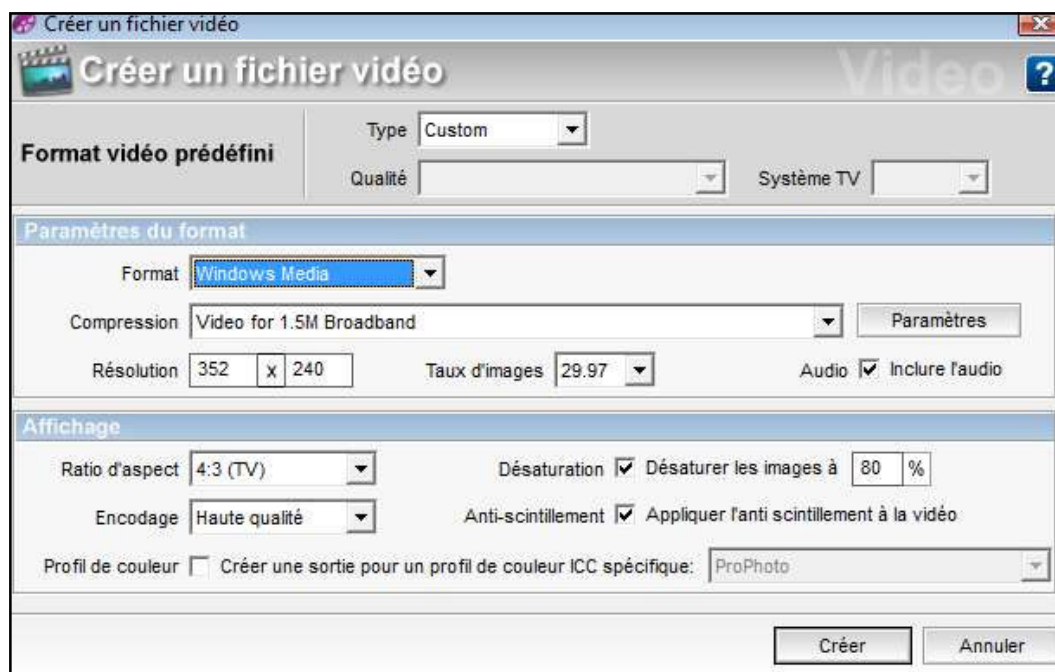 Créer un fichier vidéo
Créer un fichier vidéo Video ?
Type Custom
Format vidéo prédéfini
Qualité Système TV
Paramètres du format
Format Windows Media
Compression Video for 1.5M Broadband Paramètres
Résolution 352 x 240 Taux d'images 29.97 Audio Inclure l'audio
Affichage
Ratio d'aspect 4:3 (TV) Désaturation Désaturer les images à 80 %
Encodage Haute qualité Anti-scintillement Appliquer l'anti scintillement à la vidéo
Profil de couleur Créer une sortie pour un profil de couleur ICC spécifique: ProPhoto
Créer Annuler